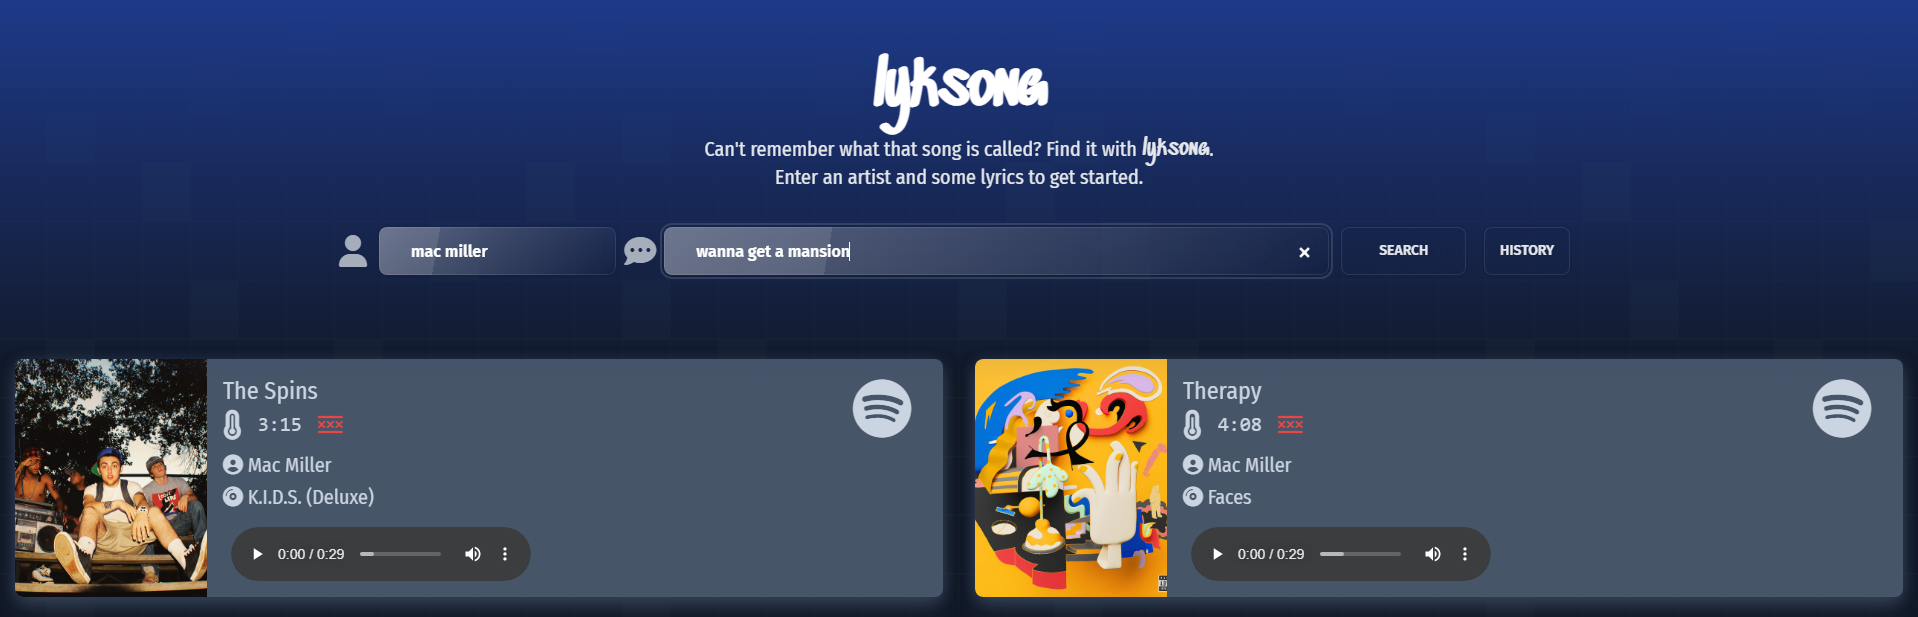 lyksong
Can't remember what that song is called? Find it with lyksong.
Enter an artist and some lyrics to get started.
mac miller
wanna get a mansion
SEARCH
HISTORY
The Spins
3:15
Mac Miller
K.I.D.S. (Deluxe)
0:00 / 0:29
Therapy
4:08
Mac Miller
Faces
0:00 / 0:29